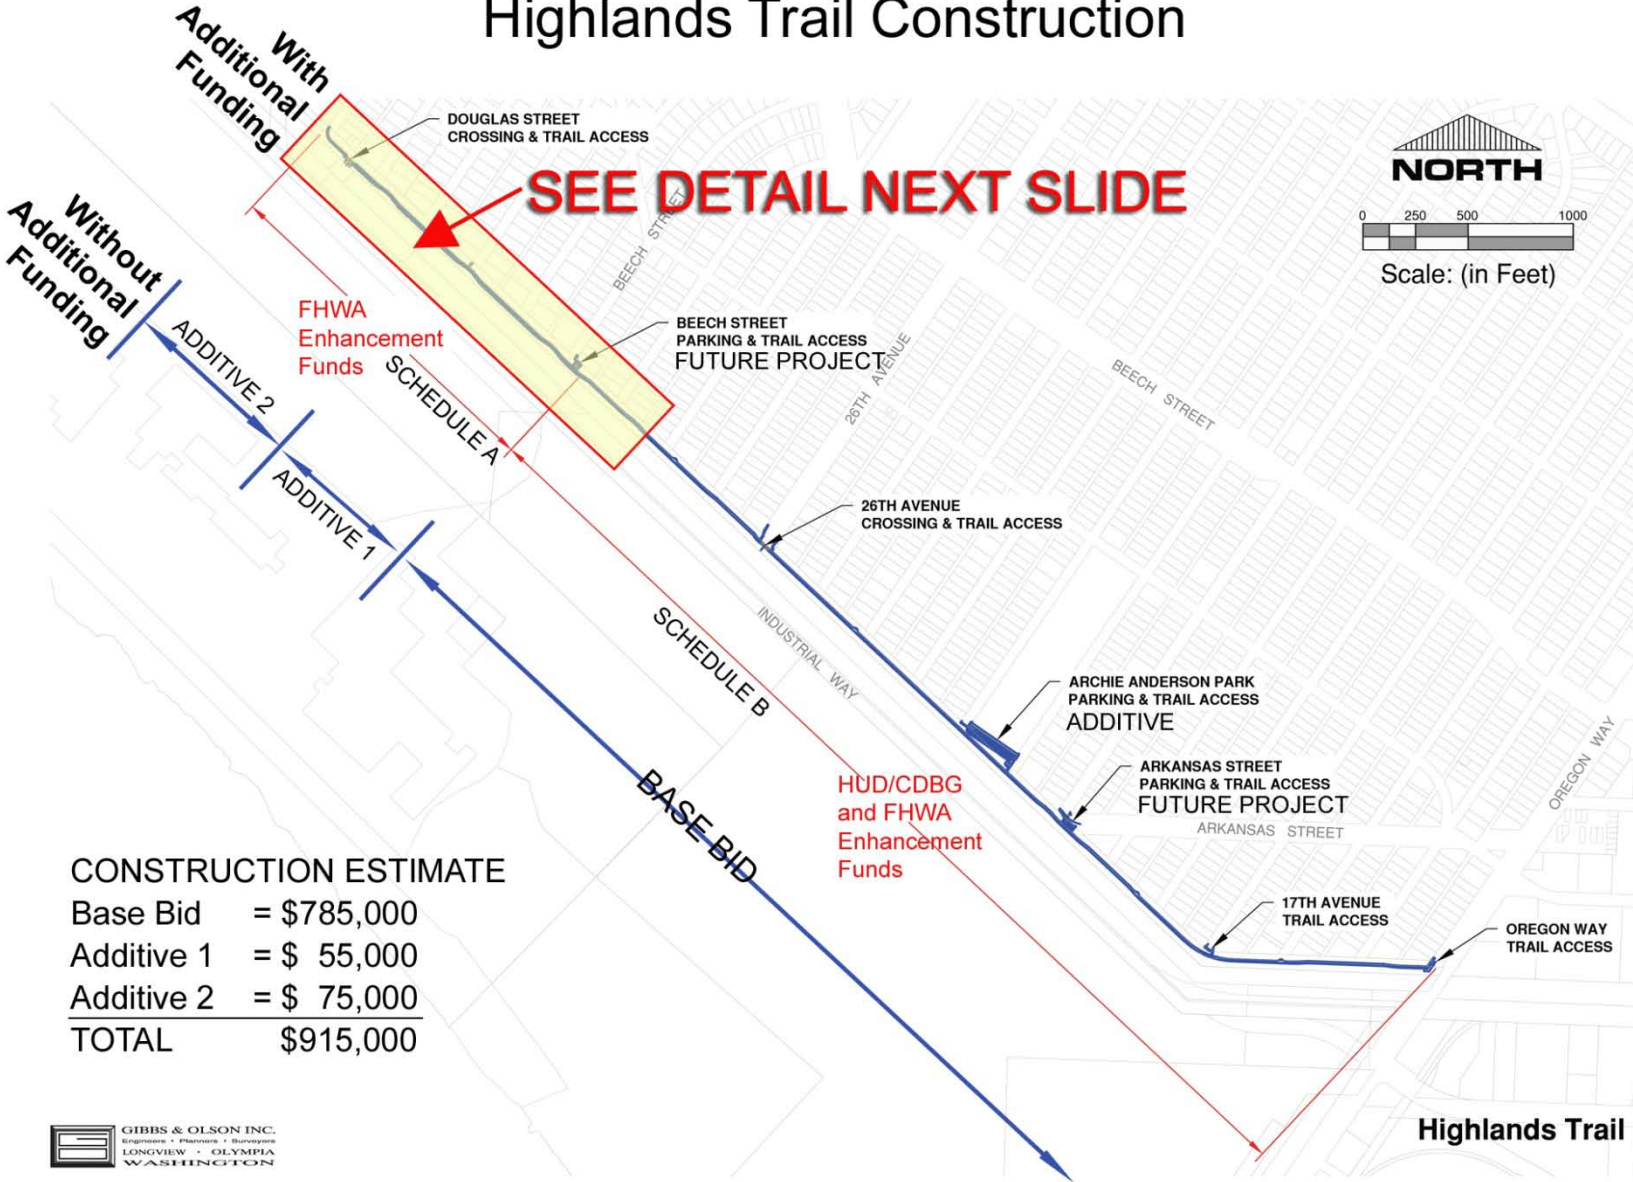 Highlands Trail Construction
With
Additional
Funding
DOUGLAS STREET
CROSSING & TRAIL ACCESS
SEE DETAIL NEXT SLIDE
NORTH
0 250 500 1000
Scale: (in Feet)
Without
Additional
Funding
ADDITIVE 2
ADDITIVE 1
FHWA
Enhancement
Funds
SCHEDULE A
BEECH STREET
BEECH STREET
PARKING & TRAIL ACCESS
FUTURE PROJECT
26TH AVENUE
BEECH STREET
26TH AVENUE
CROSSING & TRAIL ACCESS
INDUSTRIAL WAY
SCHEDULE B
BASE BID
ARCHIE ANDERSON PARK
PARKING & TRAIL ACCESS
ADDITIVE
ARKANSAS STREET
PARKING & TRAIL ACCESS
FUTURE PROJECT
ARKANSAS STREET
OREGON WAY
HUD/CDBG
and FHWA
Enhancement
Funds
17TH AVENUE
TRAIL ACCESS
OREGON WAY
TRAIL ACCESS
CONSTRUCTION ESTIMATE
Base Bid = $785,000
Additive 1 = $ 55,000
Additive 2 = $ 75,000
TOTAL $915,000
GIBBS & OLSON INC.
Engineers • Planners • Surveyors
LONGVIEW • OLYMPIA
WASHINGTON
Highlands Trail